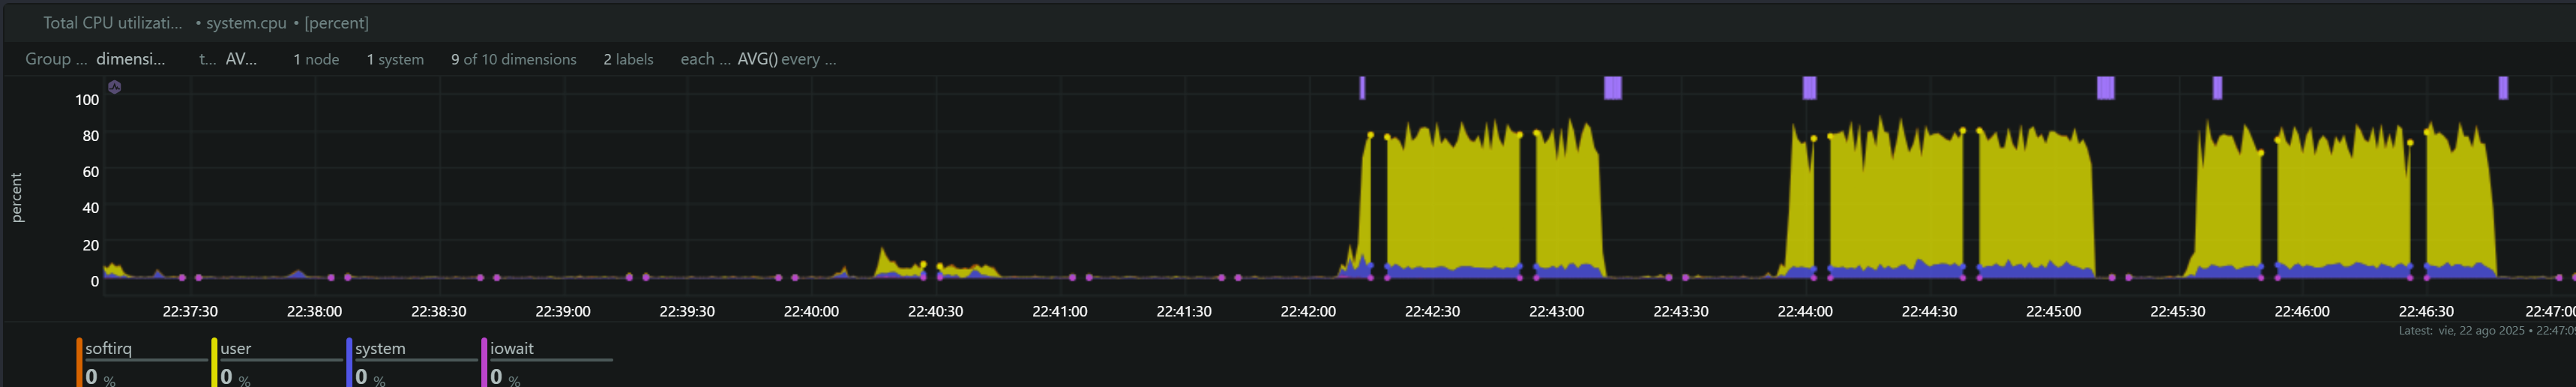 Total CPU utilizati... • system.cpu • [percent]
Group ... dimensi... t... AV... 1 node 1 system 9 of 10 dimensions 2 labels each ... AVG() every ...
percent
100
80
60
40
20
0
22:37:30 22:38:00 22:38:30 22:39:00 22:39:30 22:40:00 22:40:30 22:41:00 22:41:30 22:42:00 22:42:30 22:43:00 22:43:30 22:44:00 22:44:30 22:45:00 22:45:30 22:46:00 22:46:30 22:47:00
Latest: vie, 22 ago 2025 • 22:47:09
softirq user system iowait
0 % 0 % 0 % 0 %